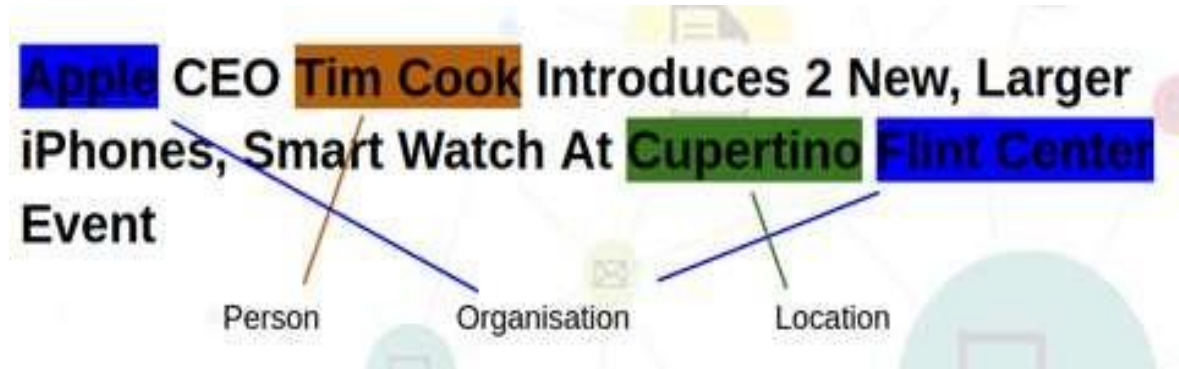 Apple CEO Tim Cook Introduces 2 New, Larger
iPhones, Smart Watch At Cupertino Flint Center
Event
Person Organisation Location